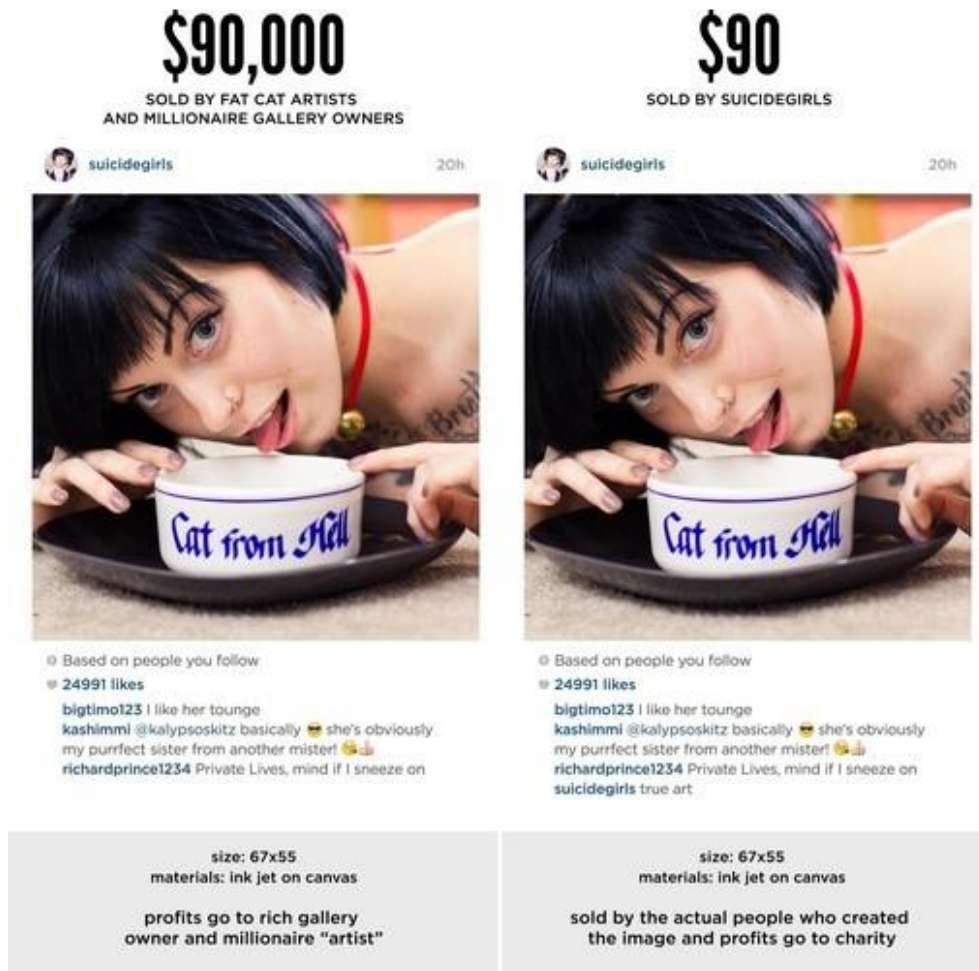 $90,000
SOLD BY FAT CAT ARTISTS
AND MILLIONAIRE GALLERY OWNERS
suicidegirls 20h
Cat from Hell
Based on people you follow
24991 likes
bigtimo123 I like her tounge
kashimmi @kalypsoskitz basically 😎 she's obviously
my purrfect sister from another mister! 😘👍
richardprince1234 Private Lives, mind if I sneeze on
size: 67x55
materials: ink jet on canvas
profits go to rich gallery
owner and millionaire "artist"
$90
SOLD BY SUICIDEGIRLS
suicidegirls 20h
Cat from Hell
Based on people you follow
24991 likes
bigtimo123 I like her tounge
kashimmi @kalypsoskitz basically 😎 she's obviously
my purrfect sister from another mister! 😘👍
richardprince1234 Private Lives, mind if I sneeze on
suicidegirls true art
size: 67x55
materials: ink jet on canvas
sold by the actual people who created
the image and profits go to charity